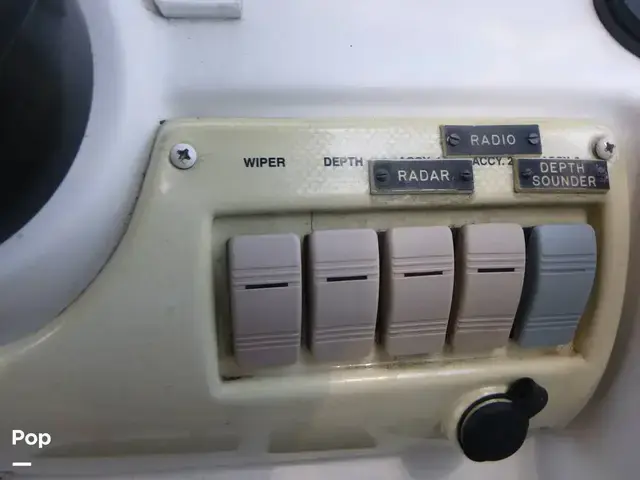 RADIO
WIPER
DEPTH
ACCY. 2
RADAR
DEPTH
SOUNDER
Pop